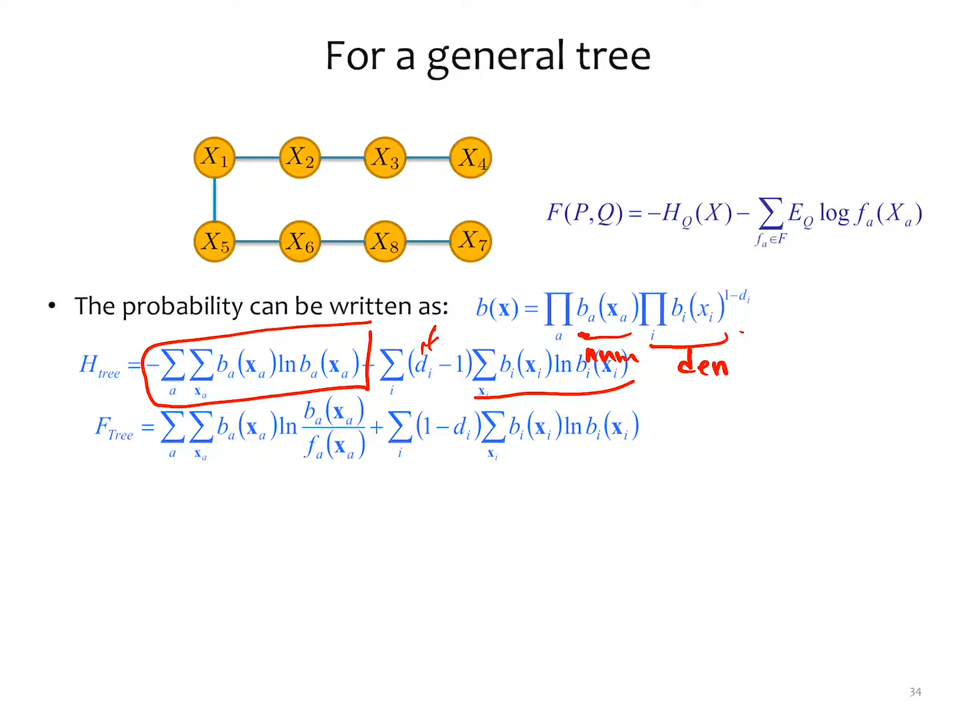 For a general tree
X₁ X₂ X₃ X₄
X₅ X₆ X₈ X₇
F(P,Q) = −H_Q(X) − ∑_{f_a∈F} E_Q log f_a(X_a)
• The probability can be written as: b(x) = ∏_a b_a(x_a) ∏_i b_i(x_i)^{1−d_i}
num
den
H_tree = −∑_a ∑_{x_a} b_a(x_a) ln b_a(x_a) + ∑_i (d_i − 1) ∑_{x_i} b_i(x_i) ln b_i(x_i)
F_Tree = ∑_a ∑_{x_a} b_a(x_a) ln b_a(x_a)/f_a(x_a) + ∑_i (1 − d_i) ∑_{x_i} b_i(x_i) ln b_i(x_i)
34